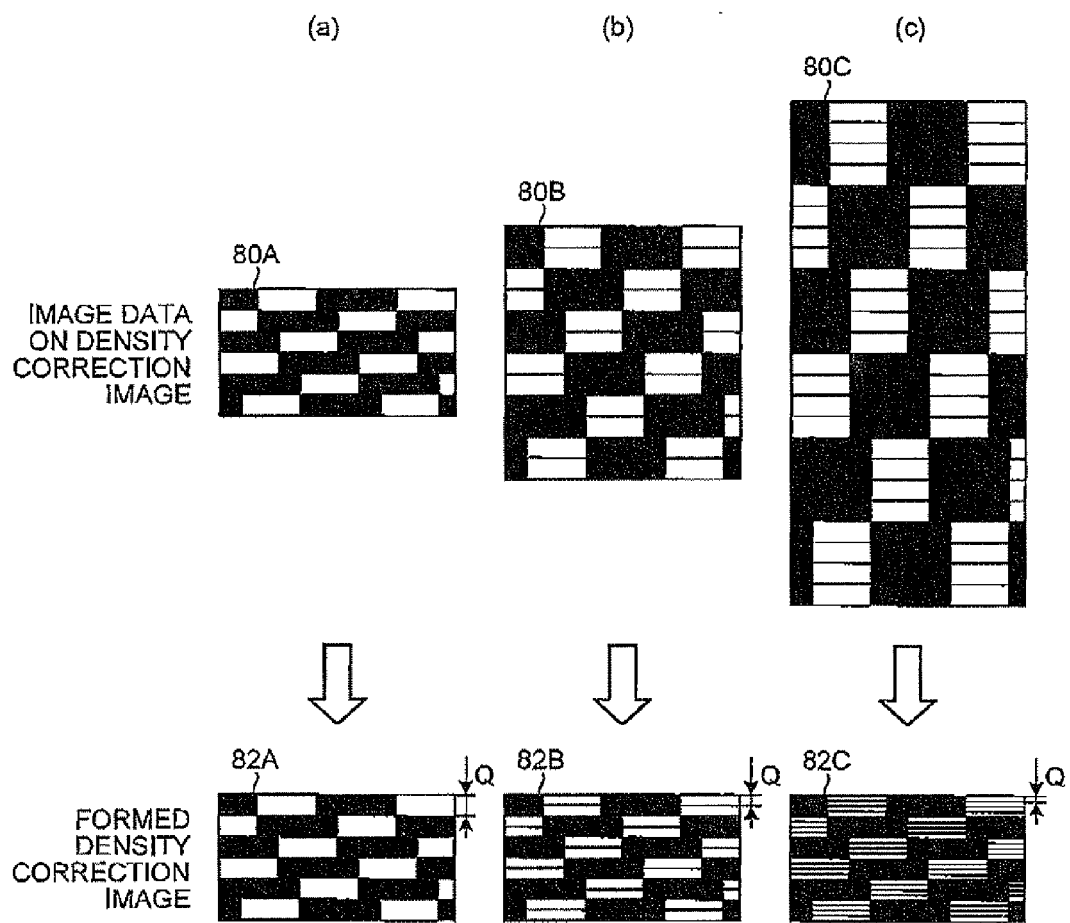 (a)
(b)
(c)
80C
80B
80A
IMAGE DATA
ON DENSITY
CORRECTION
IMAGE
82A
Q
82B
Q
82C
Q
FORMED
DENSITY
CORRECTION
IMAGE